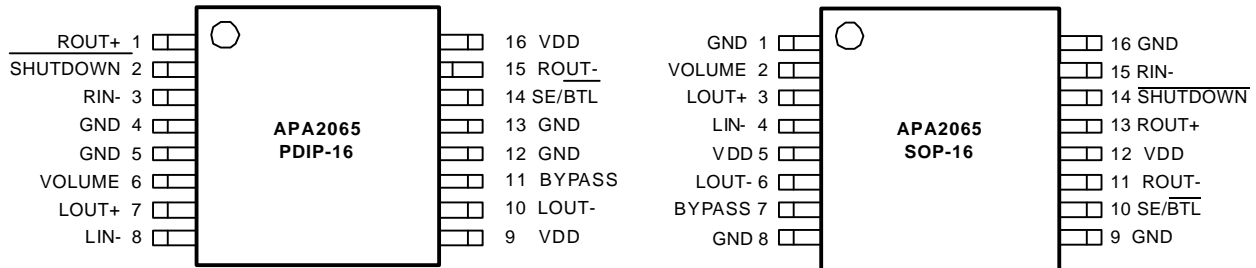 ROUT+ 1
SHUTDOWN 2
RIN- 3
GND 4
GND 5
VOLUME 6
LOUT+ 7
LIN- 8
APA2065
PDIP-16
16 VDD
15 ROUT-
14 SE/BTL
13 GND
12 GND
11 BYPASS
10 LOUT-
9 VDD
GND 1
VOLUME 2
LOUT+ 3
LIN- 4
VDD 5
LOUT- 6
BYPASS 7
GND 8
APA2065
SOP-16
16 GND
15 RIN-
14 SHUTDOWN
13 ROUT+
12 VDD
11 ROUT-
10 SE/BTL
9 GND